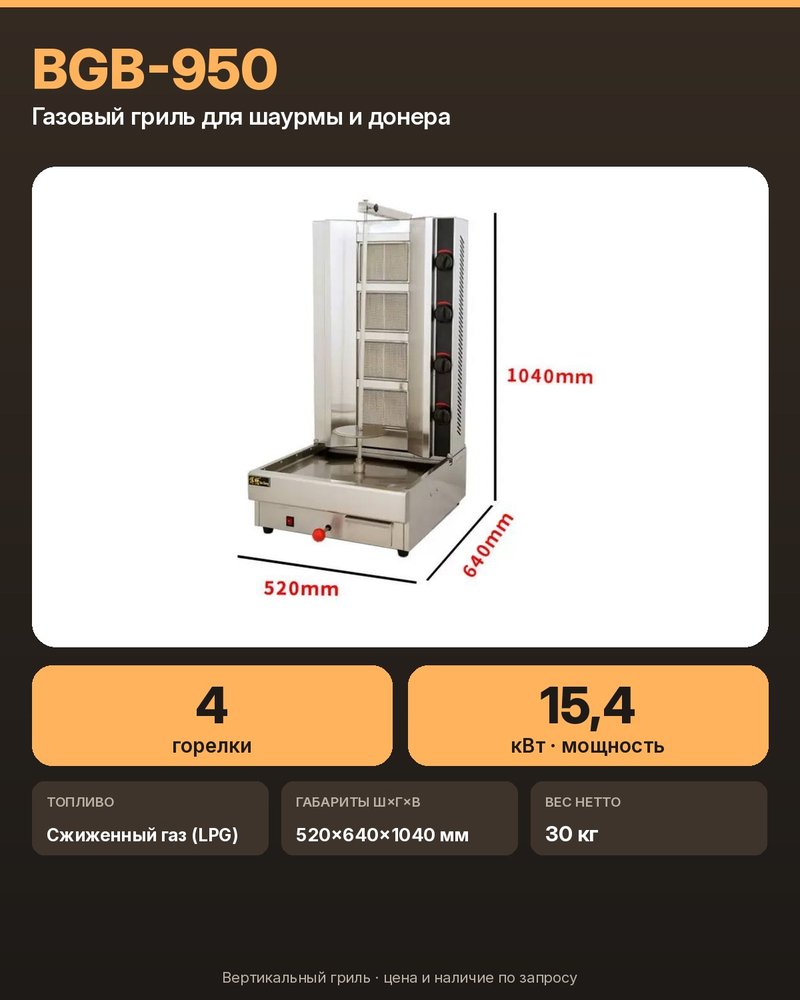 BGB-950
Газовый гриль для шаурмы и донера
1040mm
640mm
520mm
4
горелки
15,4
кВт · мощность
ТОПЛИВО
Сжиженный газ (LPG)
ГАБАРИТЫ Ш×Г×В
520×640×1040 мм
ВЕС НЕТТО
30 кг
Вертикальный гриль · цена и наличие по запросу